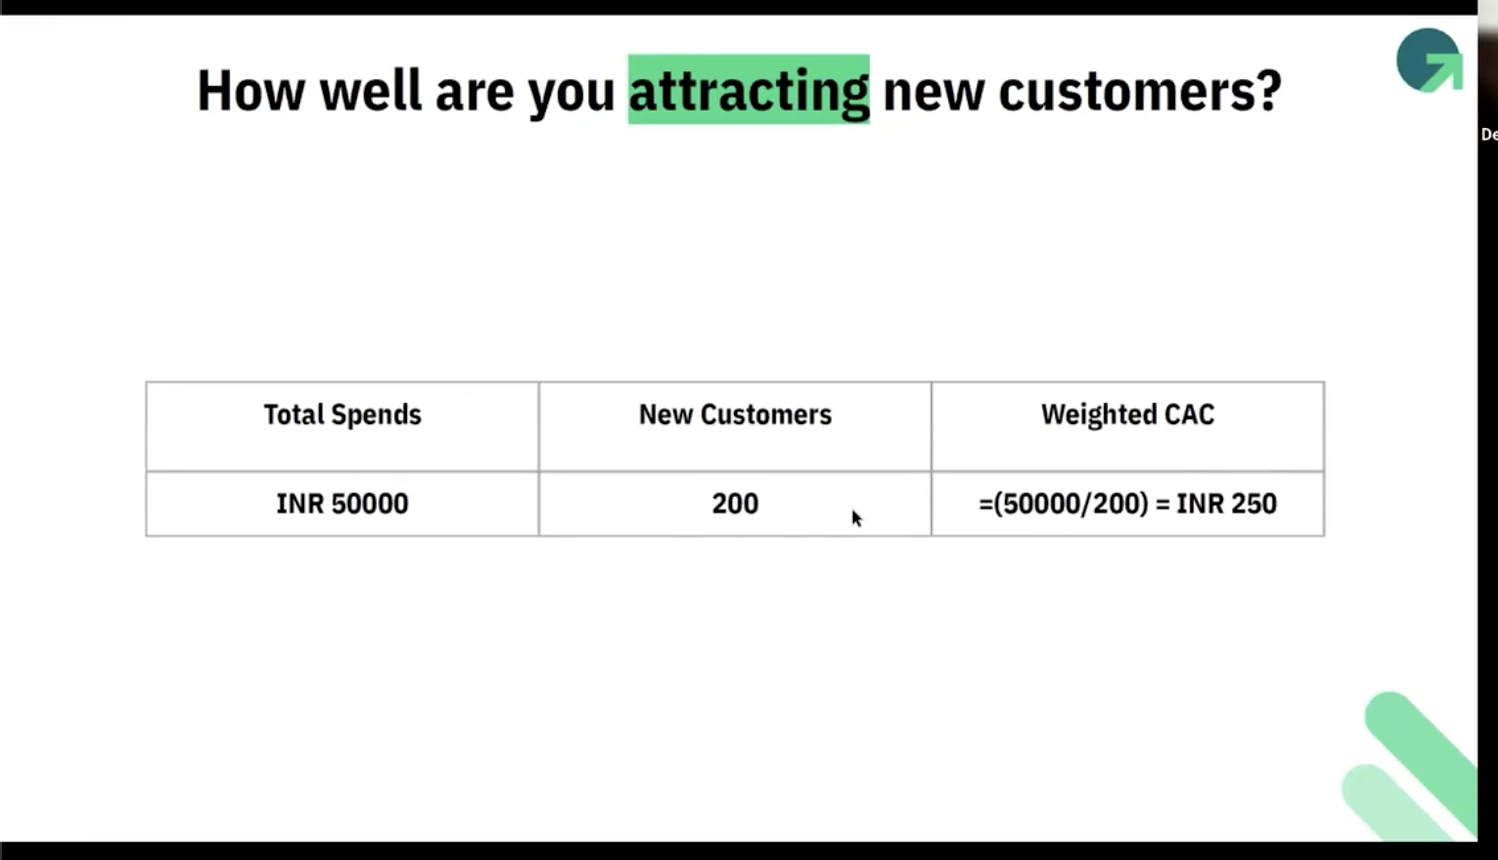 How well are you attracting new customers?
De
Total Spends
New Customers
Weighted CAC
INR 50000
200
=(50000/200) = INR 250